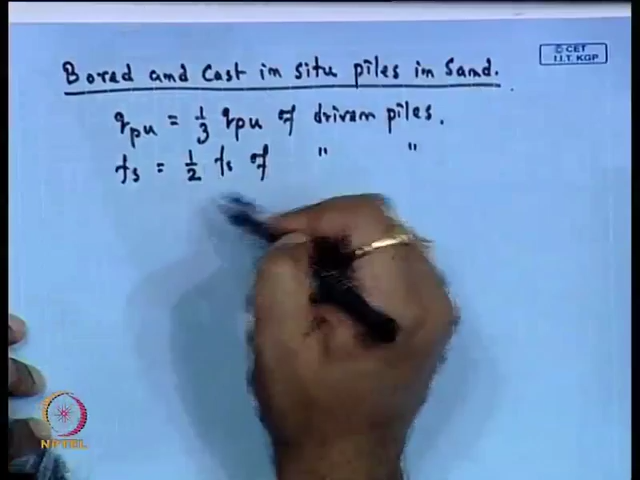 © CET
I.I.T. KGP
Bored and Cast in situ piles in Sand.
qpu = 1/3 qpu of driven piles.
fs = 1/2 fs of " "
NPTEL